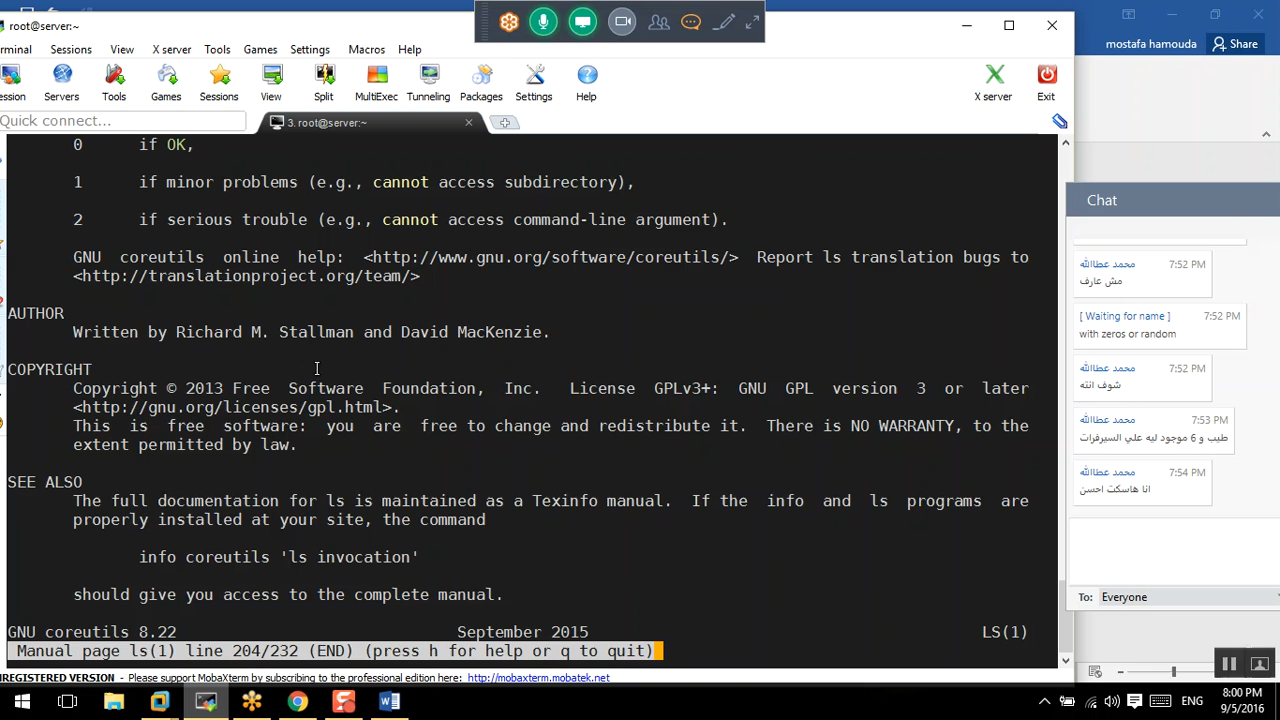 root@server:~
rminal Sessions View X server Tools Games Settings Macros Help
ession Servers Tools Games Sessions View Split MultiExec Tunneling Packages Settings Help X server Exit
Quick connect...
3. root@server:~
mostafa hamouda Share
0 if OK,
1 if minor problems (e.g., cannot access subdirectory),
2 if serious trouble (e.g., cannot access command-line argument).
GNU coreutils online help: <http://www.gnu.org/software/coreutils/> Report ls translation bugs to
<http://translationproject.org/team/>
AUTHOR
Written by Richard M. Stallman and David MacKenzie.
COPYRIGHT
Copyright © 2013 Free Software Foundation, Inc. License GPLv3+: GNU GPL version 3 or later
<http://gnu.org/licenses/gpl.html>.
This is free software: you are free to change and redistribute it. There is NO WARRANTY, to the
extent permitted by law.
SEE ALSO
The full documentation for ls is maintained as a Texinfo manual. If the info and ls programs are
properly installed at your site, the command
info coreutils 'ls invocation'
should give you access to the complete manual.
GNU coreutils 8.22 September 2015 LS(1)
Manual page ls(1) line 204/232 (END) (press h for help or q to quit)
REGISTERED VERSION - Please support MobaXterm by subscribing to the professional edition here: http://mobaxterm.mobatek.net
Chat
محمد عطاالله 7:52 PM
مش عارف
[ Waiting for name ] 7:52 PM
with zeros or random
محمد عطاالله 7:52 PM
شوف انته
محمد عطاالله 7:53 PM
طيب و 6 موجود ليه علي السيرفرات
محمد عطاالله 7:54 PM
انا هاسكت احسن
To: Everyone
ENG
8:00 PM
9/5/2016